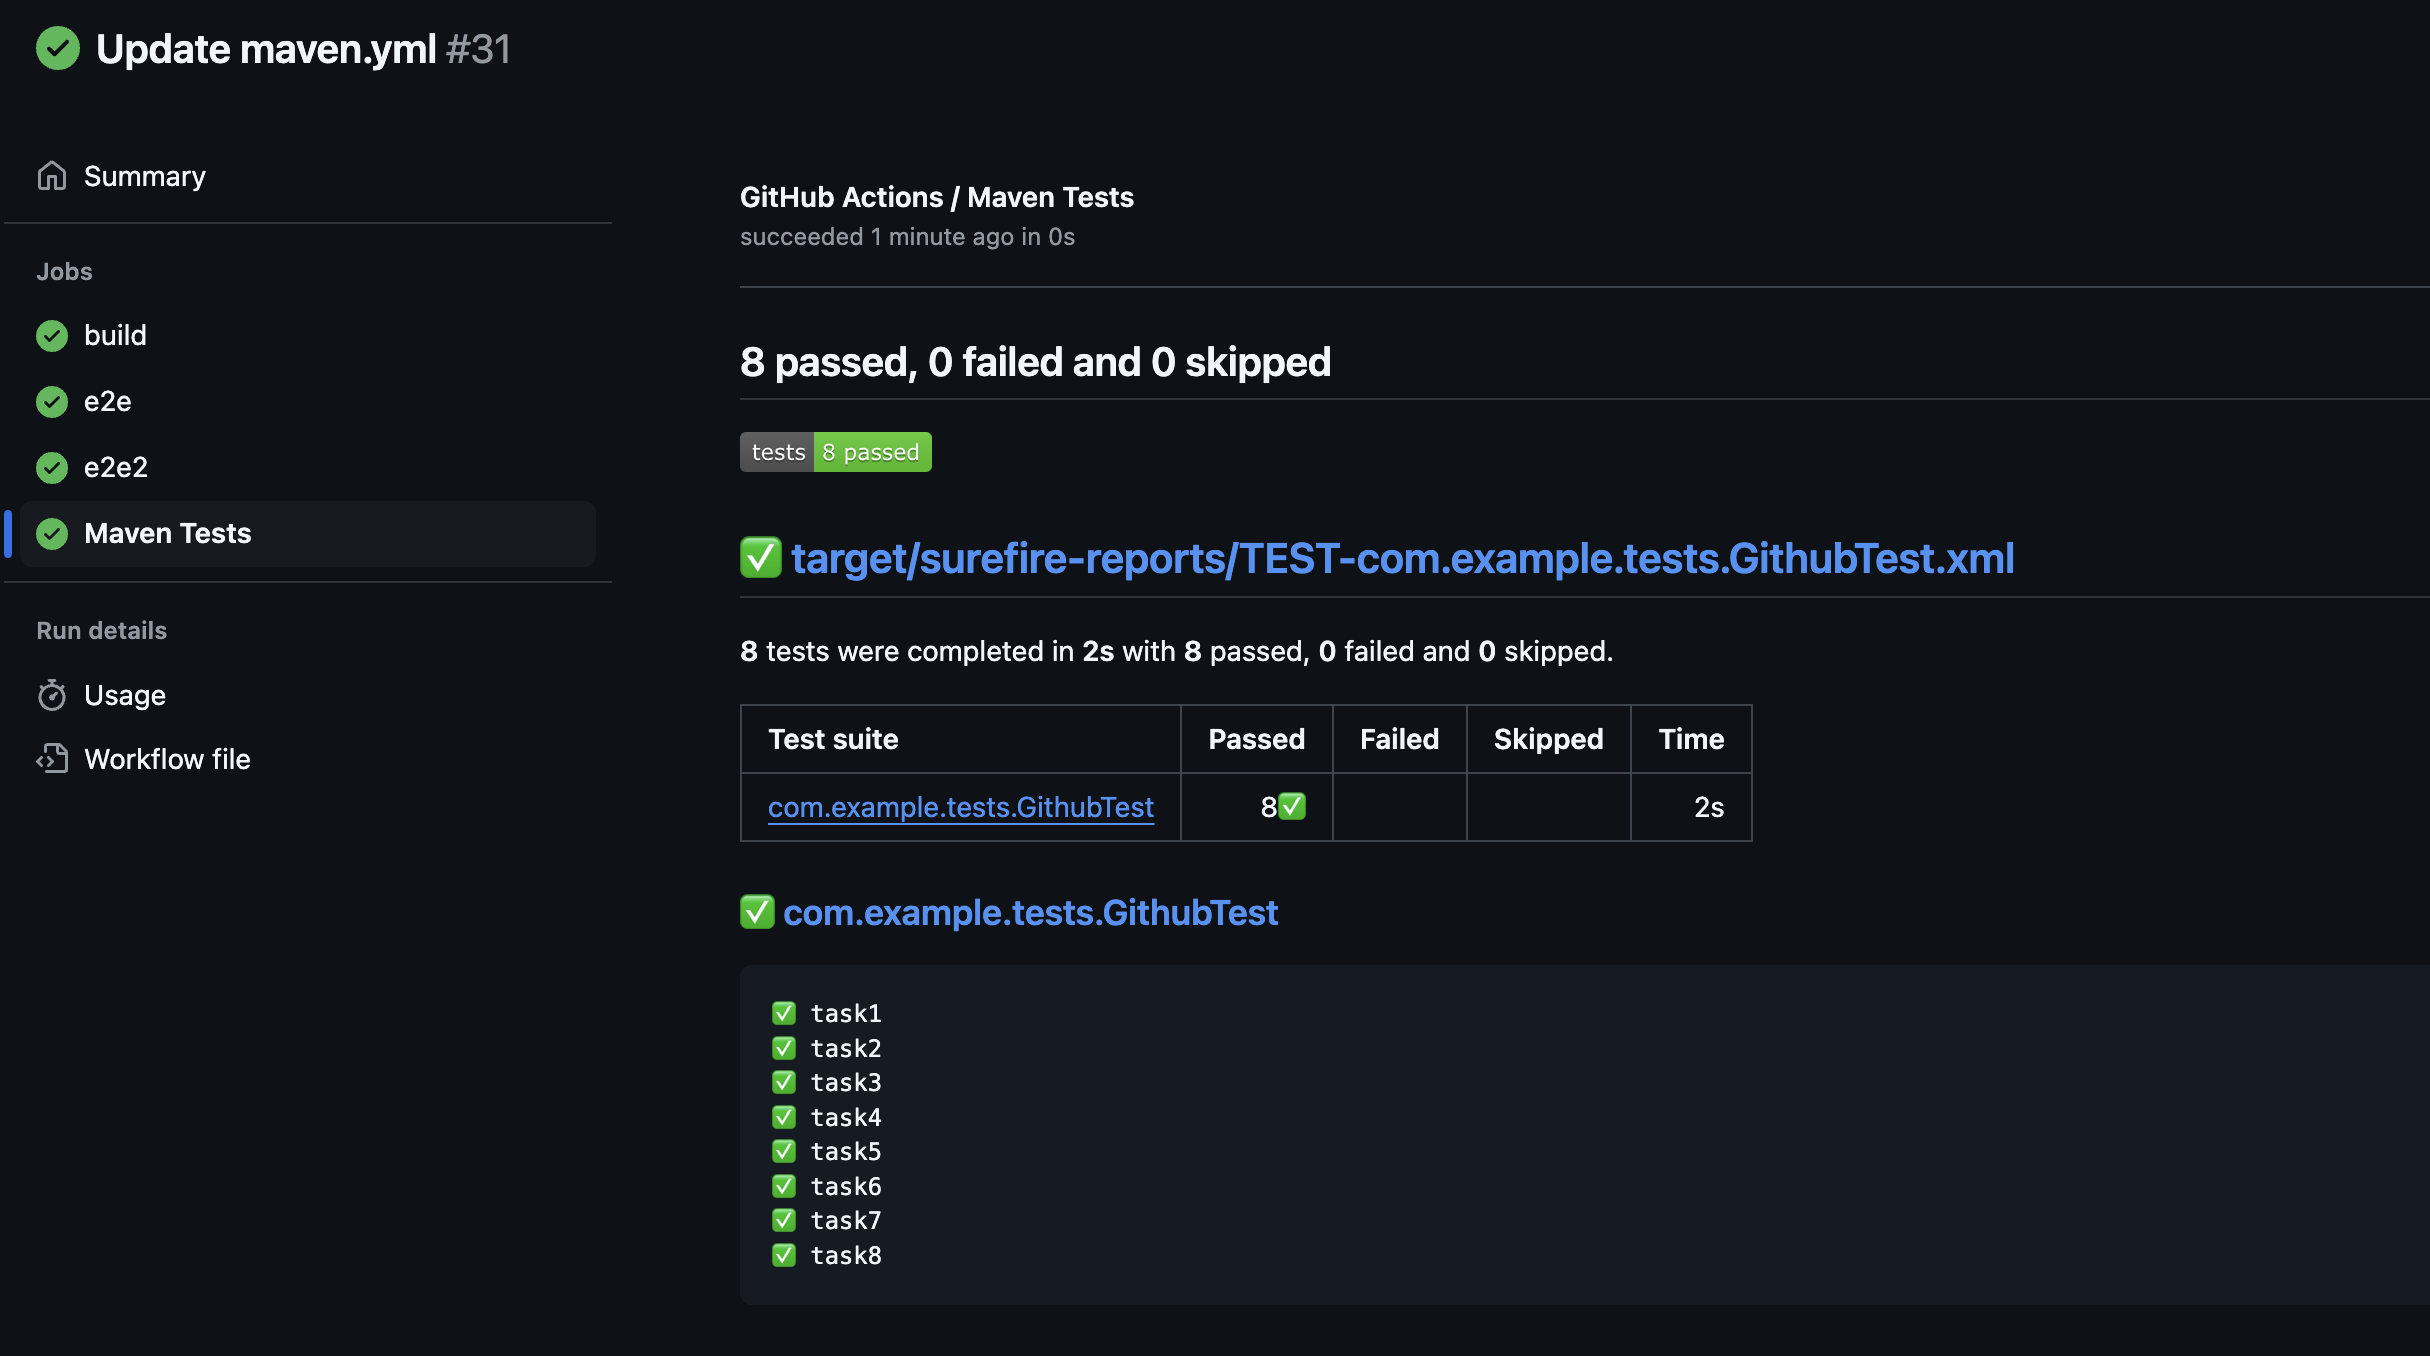 Update maven.yml #31
Summary
Jobs
build
e2e
e2e2
Maven Tests
Run details
Usage
Workflow file
GitHub Actions / Maven Tests
succeeded 1 minute ago in 0s
8 passed, 0 failed and 0 skipped
tests 8 passed
✅ target/surefire-reports/TEST-com.example.tests.GithubTest.xml
8 tests were completed in 2s with 8 passed, 0 failed and 0 skipped.
Test suite Passed Failed Skipped Time
com.example.tests.GithubTest 8✅ 2s
✅ com.example.tests.GithubTest
✅ task1
✅ task2
✅ task3
✅ task4
✅ task5
✅ task6
✅ task7
✅ task8